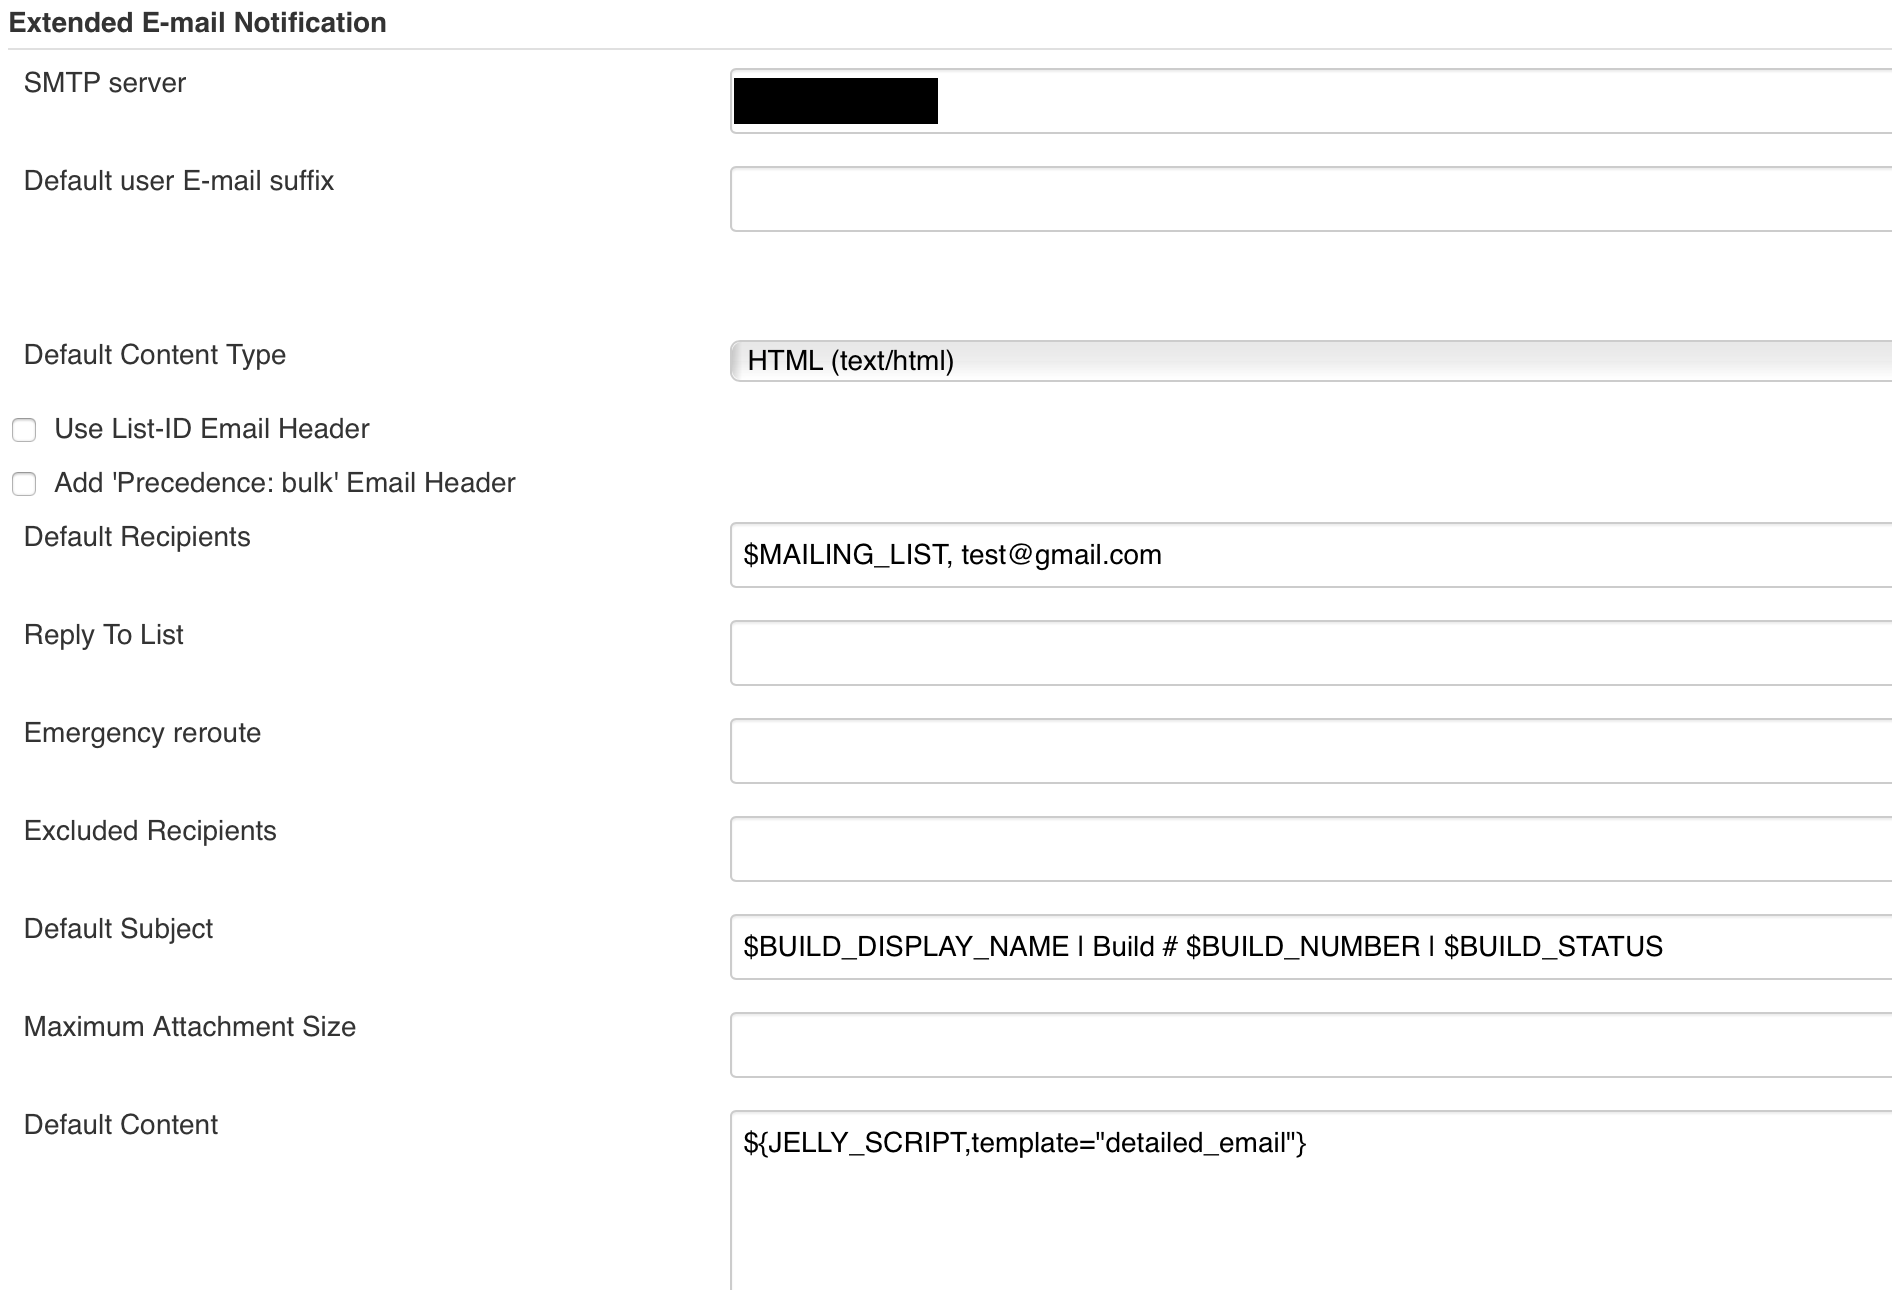 Extended E-mail Notification
SMTP server
Default user E-mail suffix
Default Content Type
HTML (text/html)
Use List-ID Email Header
Add 'Precedence: bulk' Email Header
Default Recipients
$MAILING_LIST, test@gmail.com
Reply To List
Emergency reroute
Excluded Recipients
Default Subject
$BUILD_DISPLAY_NAME | Build # $BUILD_NUMBER | $BUILD_STATUS
Maximum Attachment Size
Default Content
${JELLY_SCRIPT,template="detailed_email"}